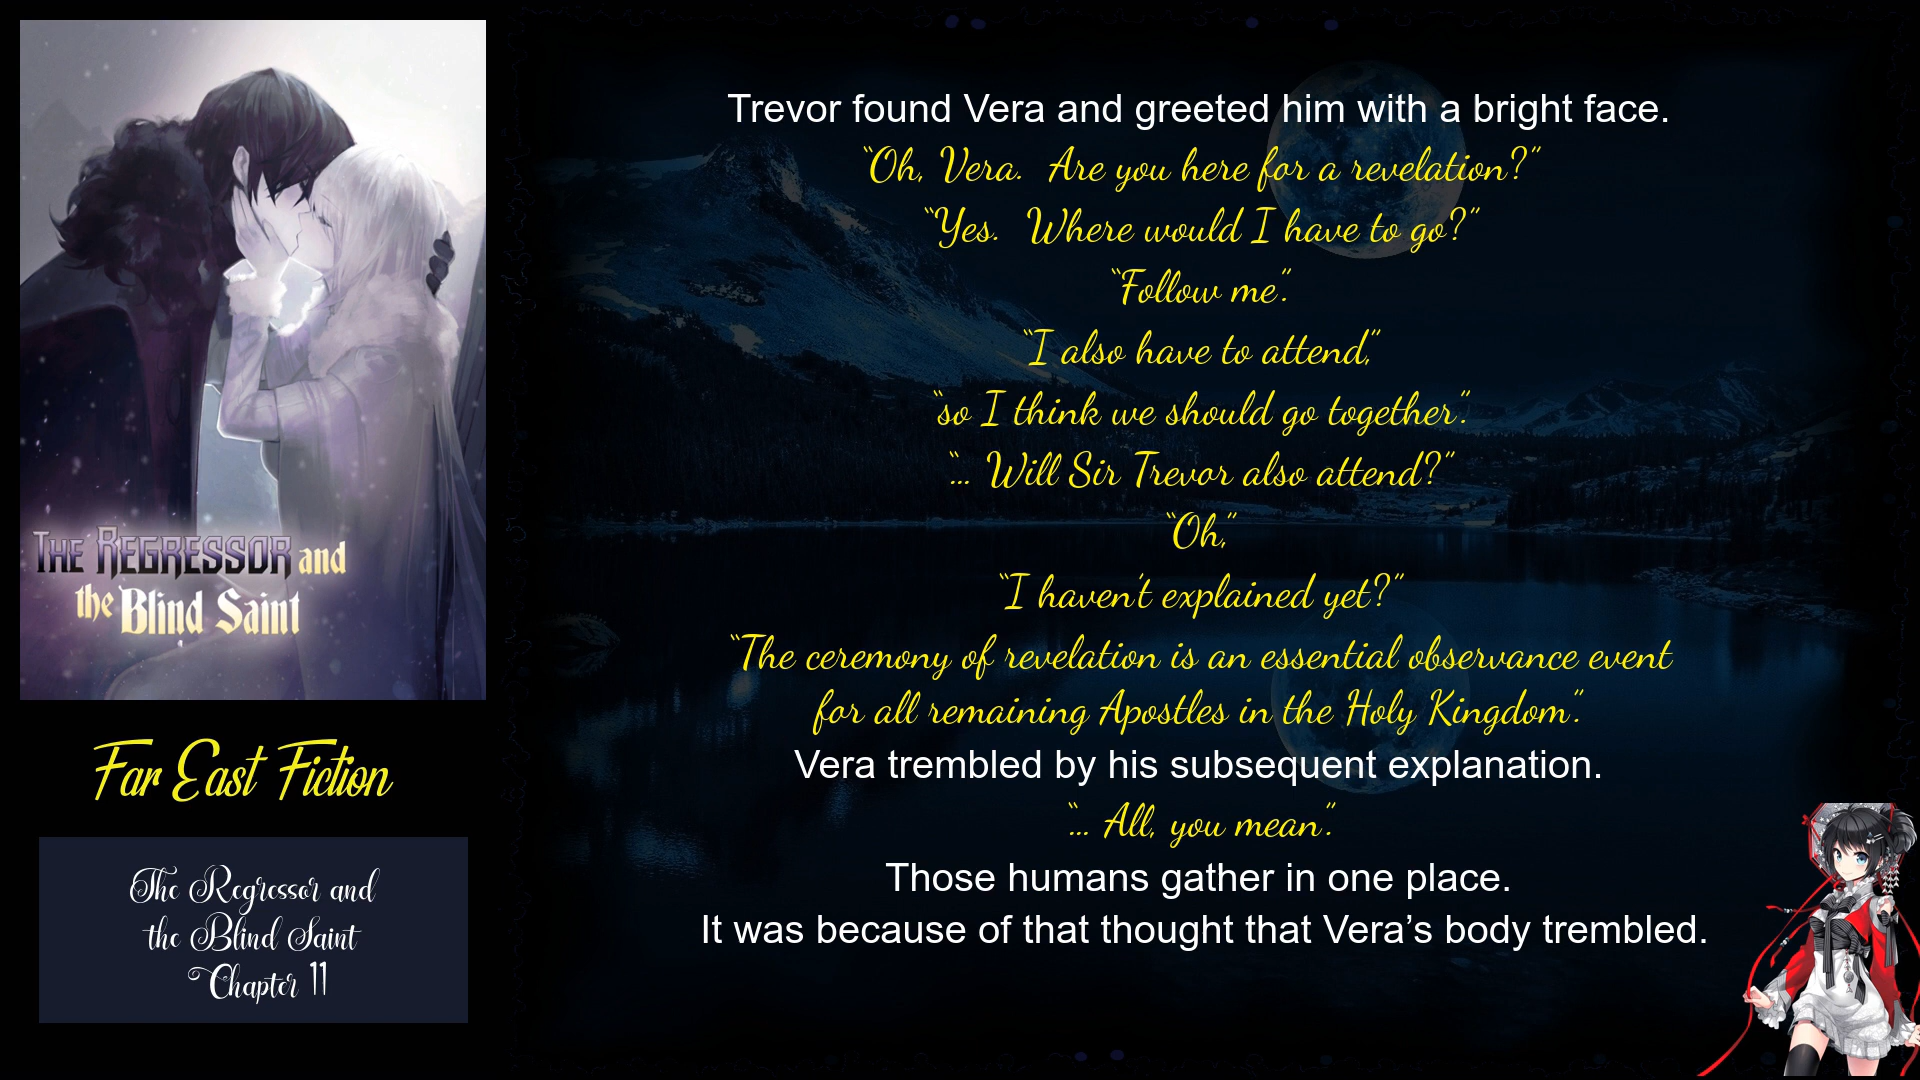 THE REGRESSOR and
the Blind Saint
Far East Fiction
The Regressor and
the Blind Saint
Chapter 11
Trevor found Vera and greeted him with a bright face.
“Oh, Vera.  Are you here for a revelation?”
“Yes.  Where would I have to go?”
“Follow me”.
“I also have to attend,”
“so I think we should go together”.
“… Will Sir Trevor also attend?”
“Oh,”
“I haven’t explained yet?”
“The ceremony of revelation is an essential observance event
for all remaining Apostles in the Holy Kingdom”.
Vera trembled by his subsequent explanation.
“… All, you mean”.
Those humans gather in one place.
It was because of that thought that Vera’s body trembled.